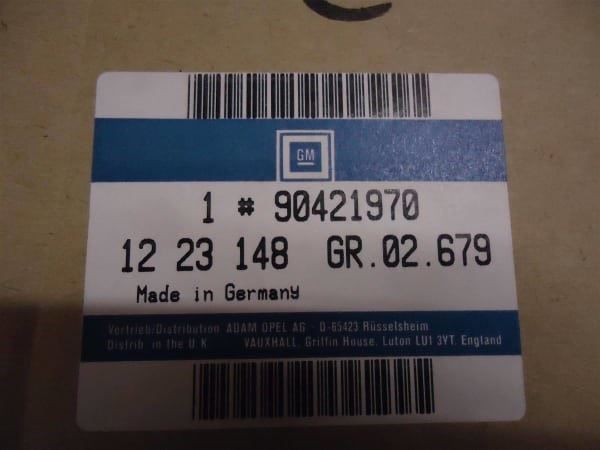 GM
1 # 90421970
12 23 148 GR.02.679
Made in Germany
Vertrieb/Distribution ADAM OPEL AG - D-65423 Rüsselsheim
Distrib. in the U.K. VAUXHALL, Griffin House, Luton LU1 3YT, England